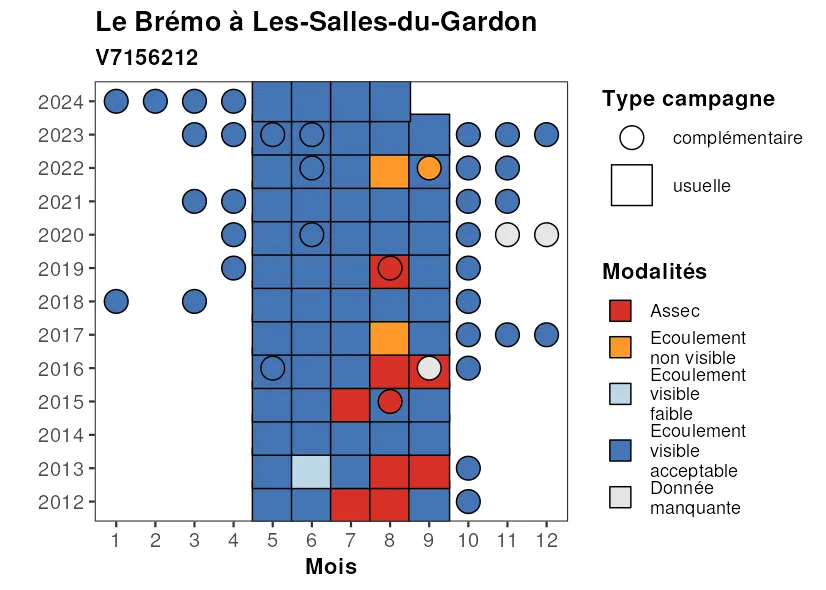 Le Brémo à Les-Salles-du-Gardon
V7156212
2024
2023
2022
2021
2020
2019
2018
2017
2016
2015
2014
2013
2012
1 2 3 4 5 6 7 8 9 10 11 12
Mois
Type campagne
complémentaire
usuelle
Modalités
Assec
Ecoulement
non visible
Ecoulement
visible
faible
Ecoulement
visible
acceptable
Donnée
manquante